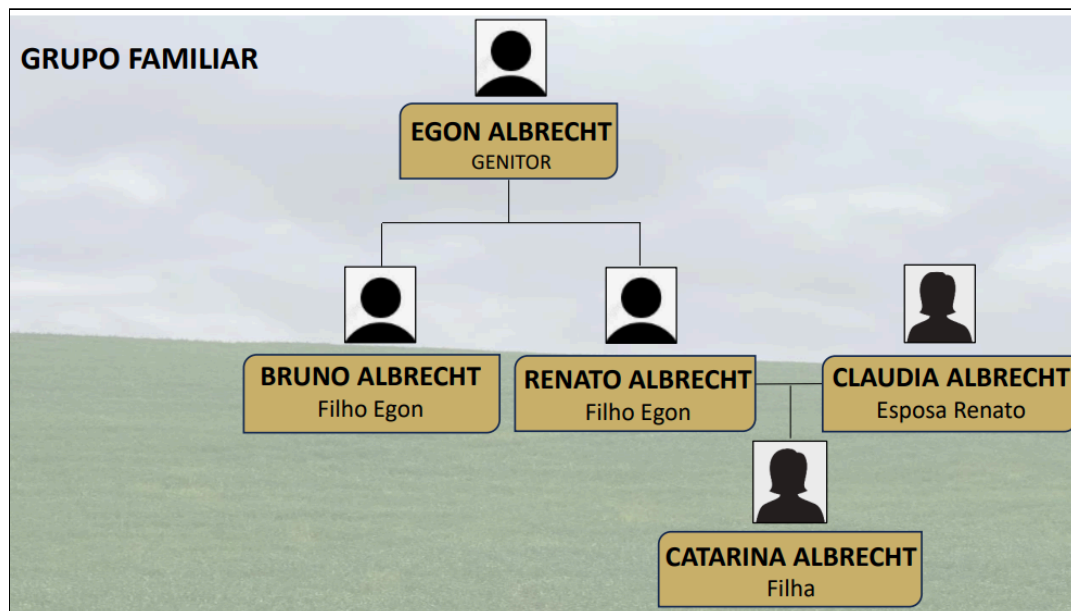 GRUPO FAMILIAR
EGON ALBRECHT
GENITOR
BRUNO ALBRECHT
Filho Egon
RENATO ALBRECHT
Filho Egon
CLAUDIA ALBRECHT
Esposa Renato
CATARINA ALBRECHT
Filha